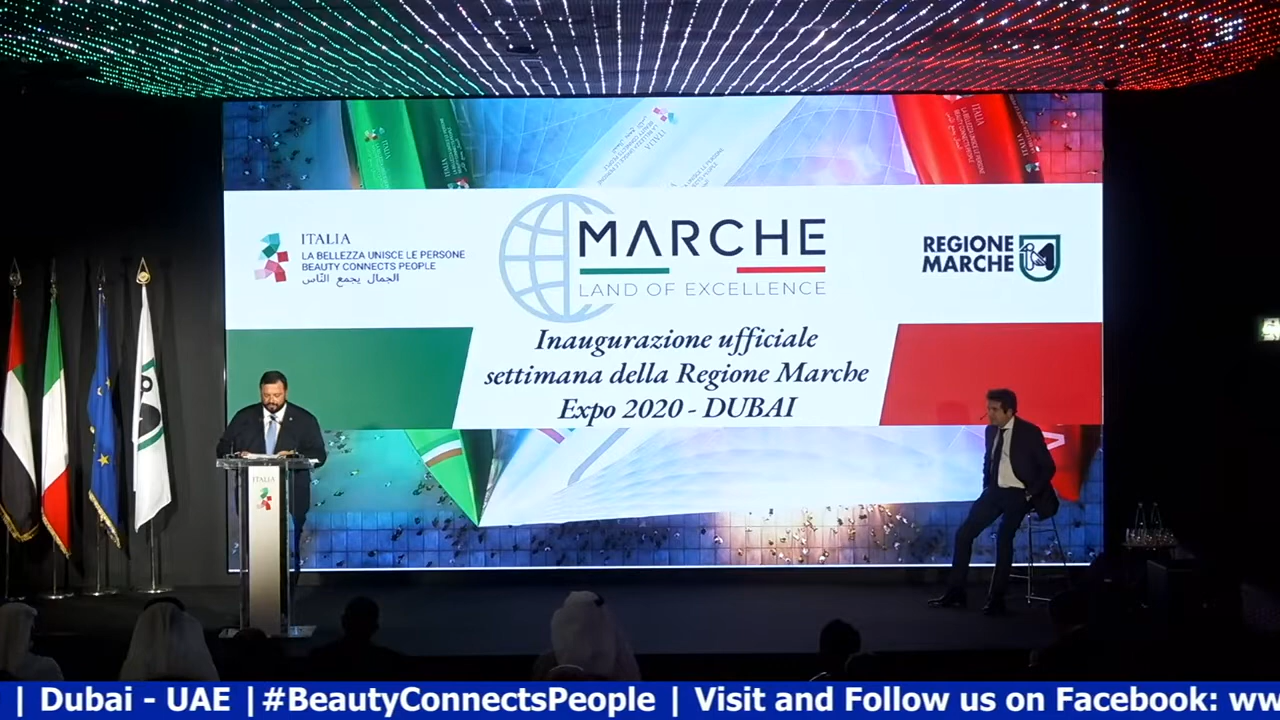 ITALIA
LA BELLEZZA UNISCE LE PERSONE
BEAUTY CONNECTS PEOPLE
الجمال يجمع الناس
MARCHE
LAND OF EXCELLENCE
REGIONE
MARCHE
Inaugurazione ufficiale
settimana della Regione Marche
Expo 2020 - DUBAI
ITALIA
| Dubai - UAE |#BeautyConnectsPeople | Visit and Follow us on Facebook: